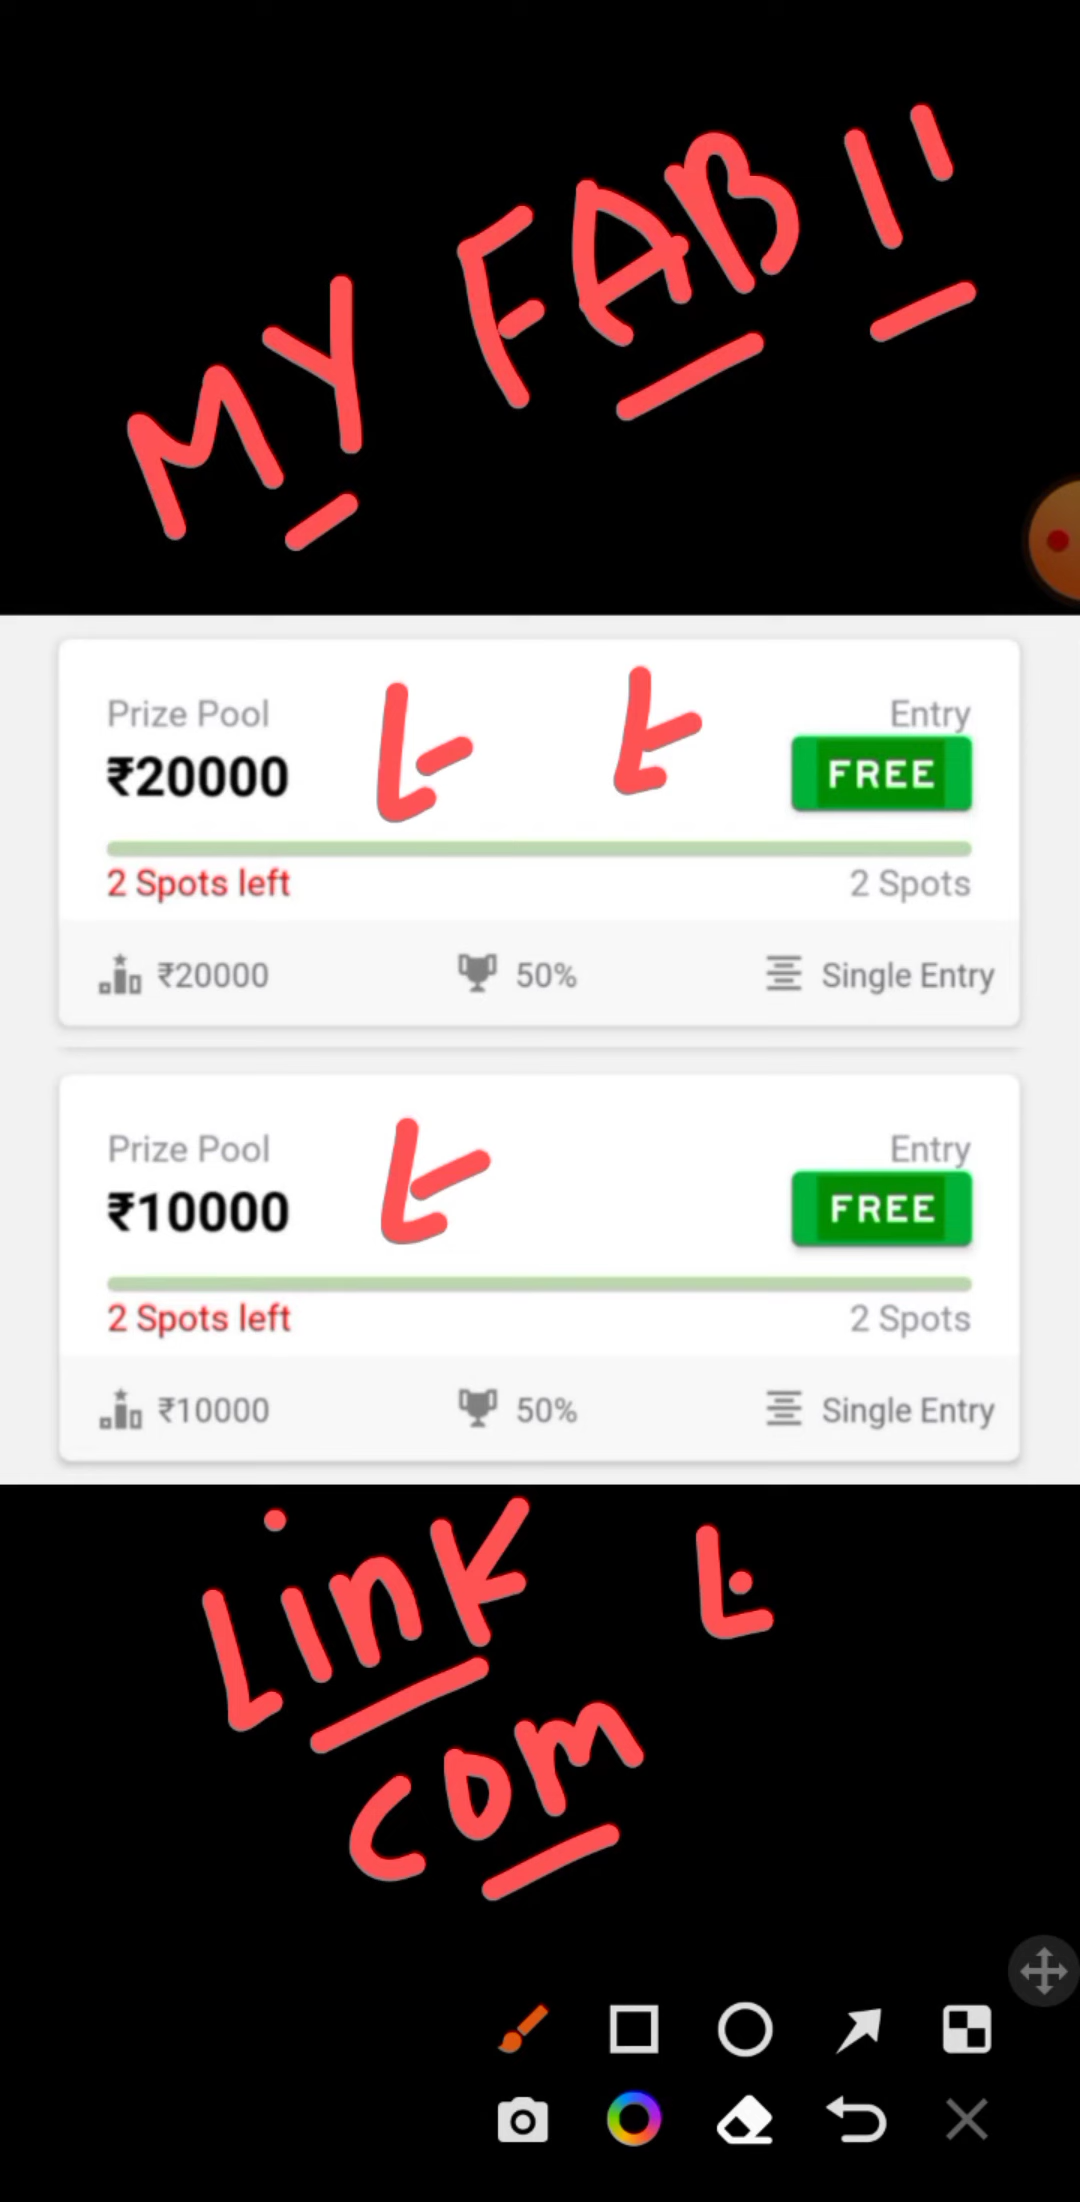 MY FAB 11
Prize Pool
Entry
₹20000
FREE
2 Spots left
2 Spots
₹20000
50%
Single Entry
Prize Pool
Entry
₹10000
FREE
2 Spots left
2 Spots
₹10000
50%
Single Entry
Link
com